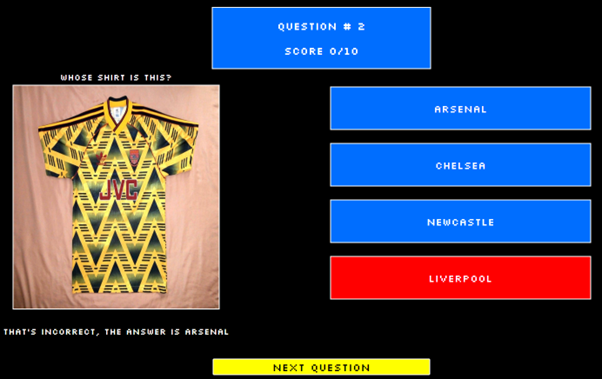 QUESTION # 2
SCORE 0/10
WHOSE SHIRT IS THIS?
JVC
ARSENAL
CHELSEA
NEWCASTLE
LIVERPOOL
THAT'S INCORRECT, THE ANSWER IS ARSENAL
NEXT QUESTION